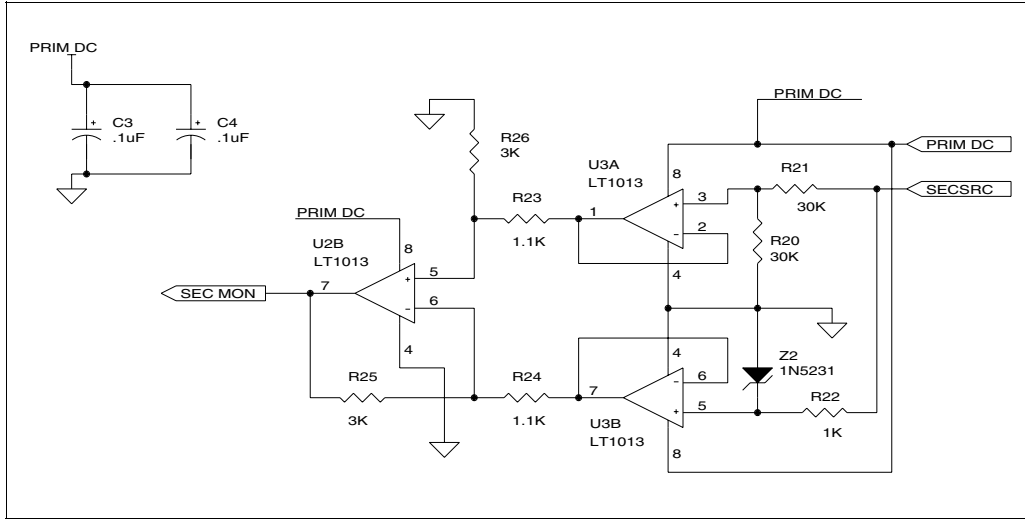 PRIM DC
+
C3
.1uF
+
C4
.1uF
PRIM DC
PRIM DC
R26
3K
U3A
LT1013
8
R21
30K
SECSRC
3
+
R23
1
2
−
R20
30K
1.1K
PRIM DC
U2B
LT1013
8
4
5
+
SEC MON
7
6
−
Z2
1N5231
4
4
R25
3K
R24
1.1K
7
6
−
R22
1K
5
+
U3B
LT1013
8